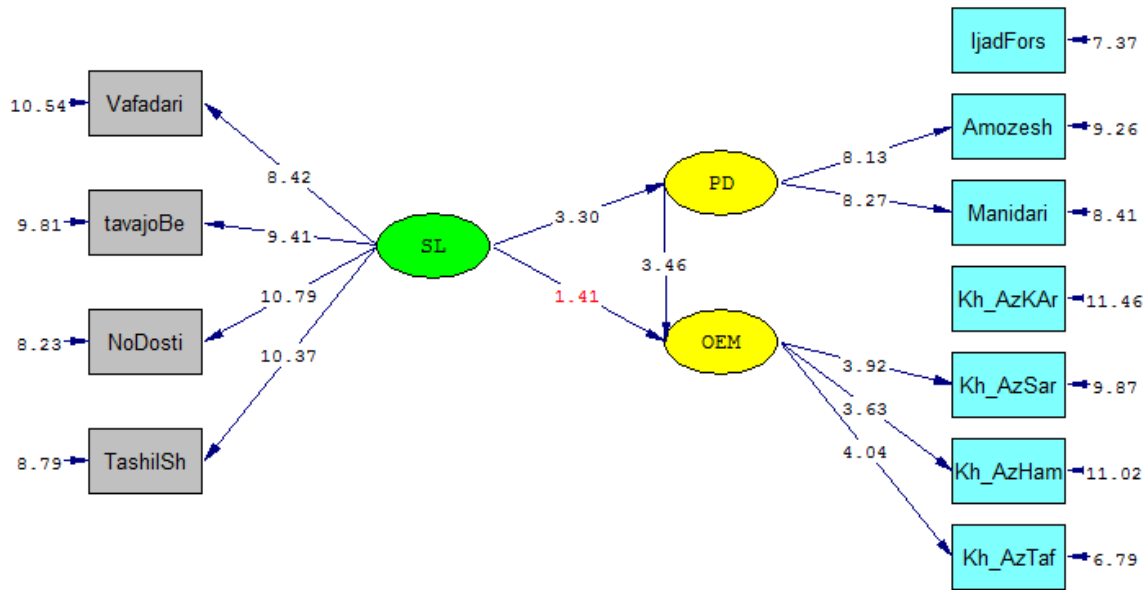 10.54
Vafadari
9.81
tavajoBe
8.23
NoDosti
8.79
TashilSh
8.42
9.41
10.79
10.37
SL
3.30
1.41
PD
3.46
OEM
8.13
8.27
3.92
3.63
4.04
IjadFors
7.37
Amozesh
9.26
Manidari
8.41
Kh_AzKAr
11.46
Kh_AzSar
9.87
Kh_AzHam
11.02
Kh_AzTaf
6.79